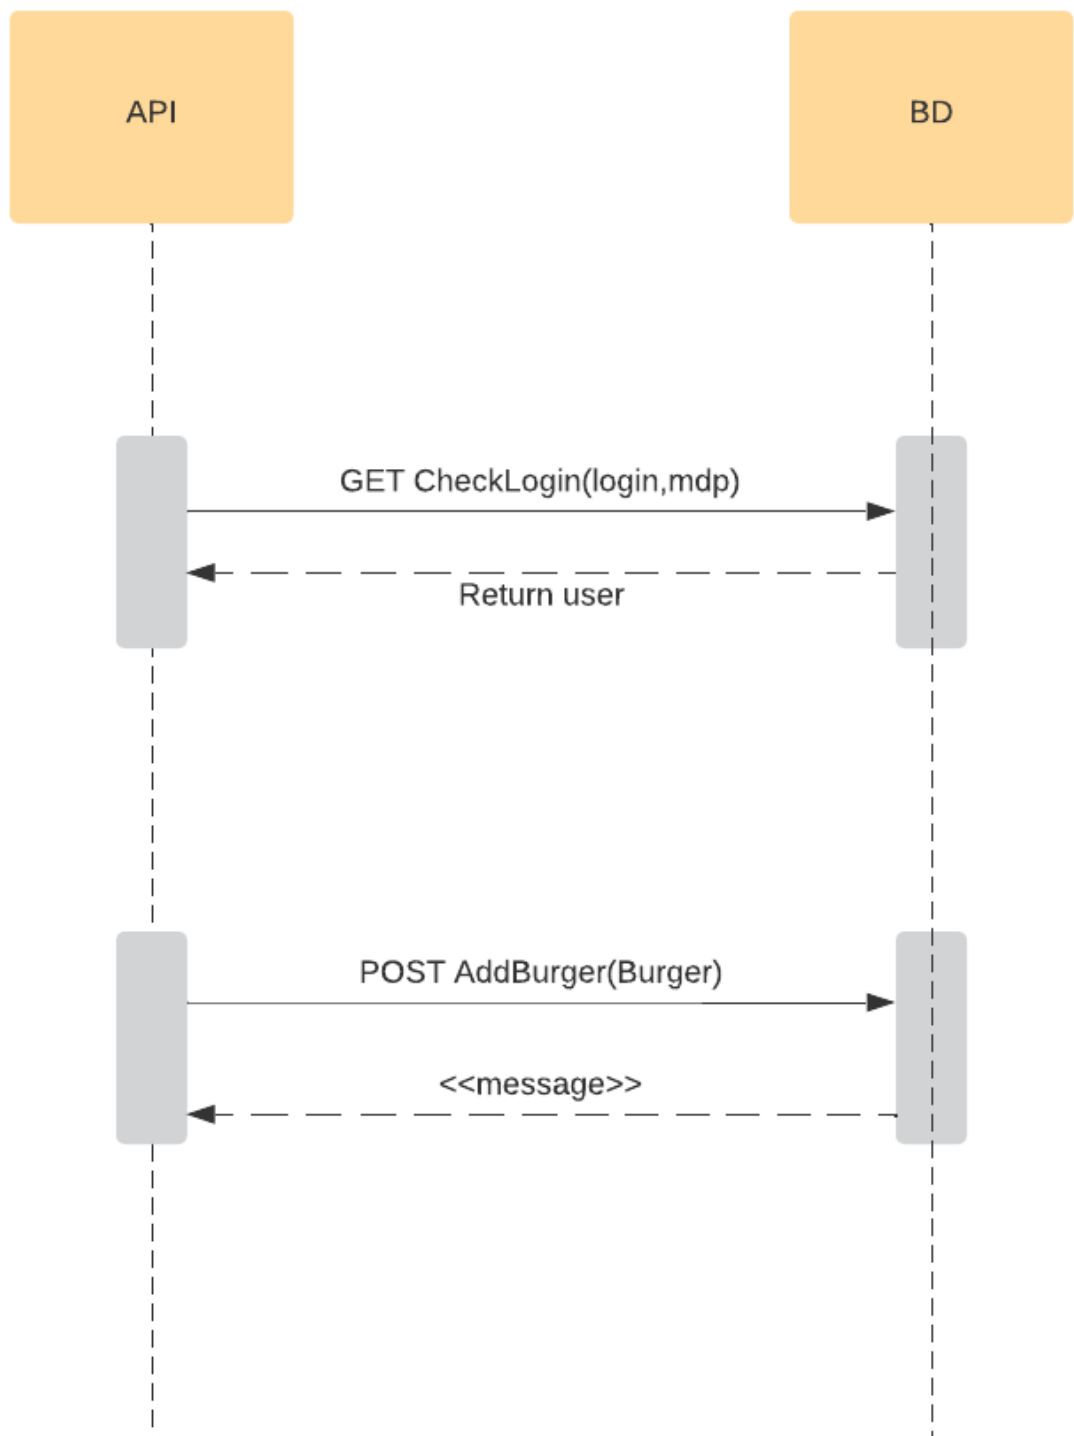 API
BD
GET CheckLogin(login,mdp)
Return user
POST AddBurger(Burger)
<<message>>